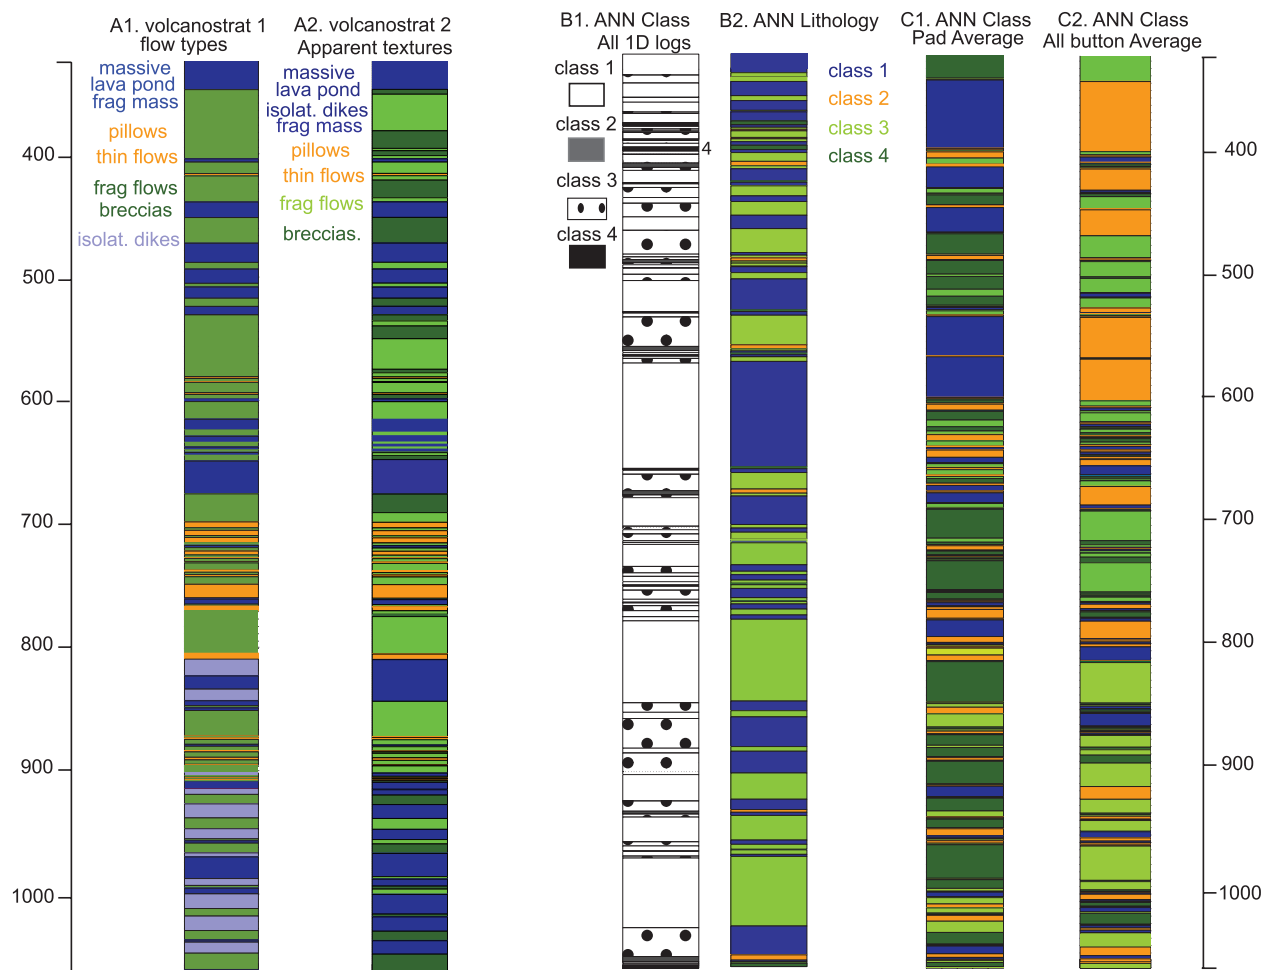 A1. volcanostrat 1
flow types
A2. volcanostrat 2
Apparent textures
B1. ANN Class
All 1D logs
B2. ANN Lithology
C1. ANN Class
Pad Average
C2. ANN Class
All button Average
massive
lava pond
frag mass
pillows
thin flows
frag flows
breccias
isolat. dikes
massive
lava pond
isolat. dikes
frag mass
pillows
thin flows
frag flows
breccias.
class 1
class 2
class 3
class 4
4
class 1
class 2
class 3
class 4
400
500
600
700
800
900
1000
400
500
600
700
800
900
1000